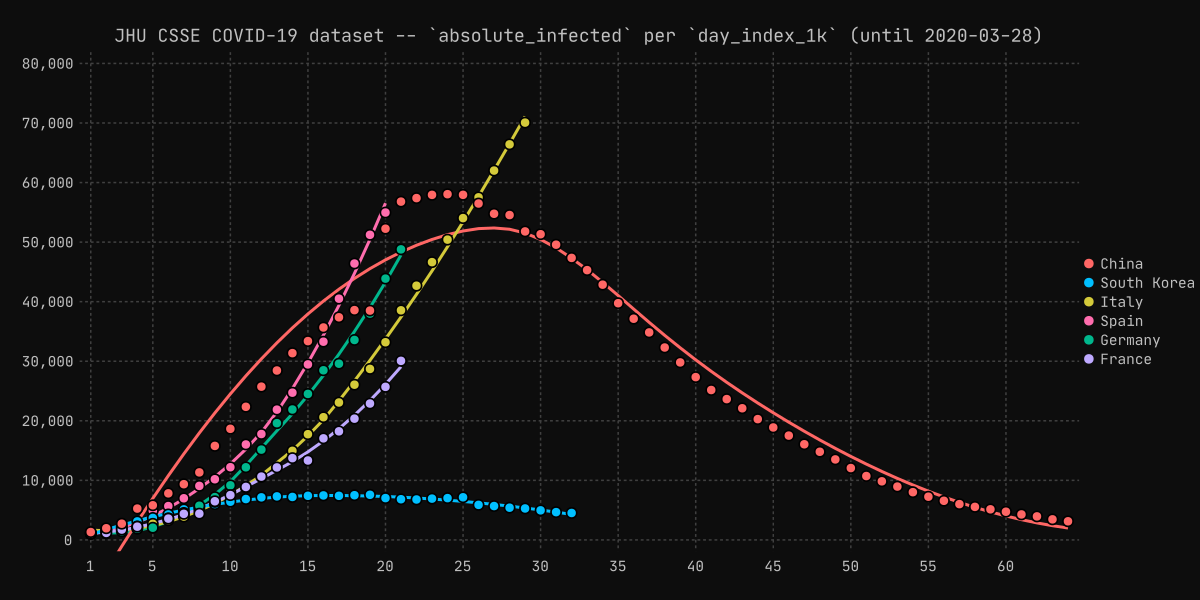 JHU CSSE COVID-19 dataset -- `absolute_infected` per `day_index_1k` (until 2020-03-28)
80,000
70,000
60,000
50,000
40,000
30,000
20,000
10,000
0
1 5 10 15 20 25 30 35 40 45 50 55 60
China
South Korea
Italy
Spain
Germany
France